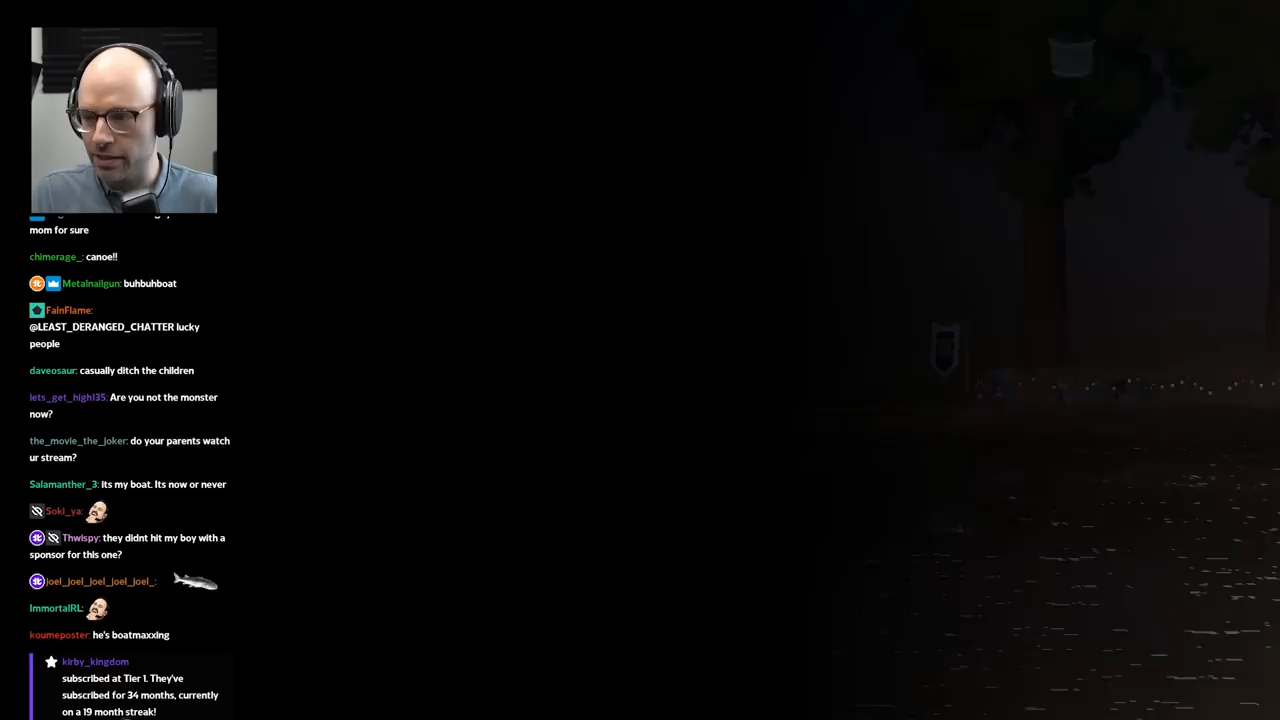 mom for sure
chimerage_: canoe!!
Metalnailgun: buhbuhboat
FalnFlame:
@LEAST_DERANGED_CHATTER lucky
people
daveosaur: casually ditch the children
lets_get_high135: Are you not the monster
now?
the_movie_the_joker: do your parents watch
ur stream?
Salamanther_3: Its my boat. Its now or never
Soki_ya:
Thwispy: they didnt hit my boy with a
sponsor for this one?
joel_joel_joel_joel_joel_:
ImmortalRL:
koumeposter: he's boatmaxxing
kirby_kingdom
subscribed at Tier 1. They've
subscribed for 34 months, currently
on a 19 month streak!